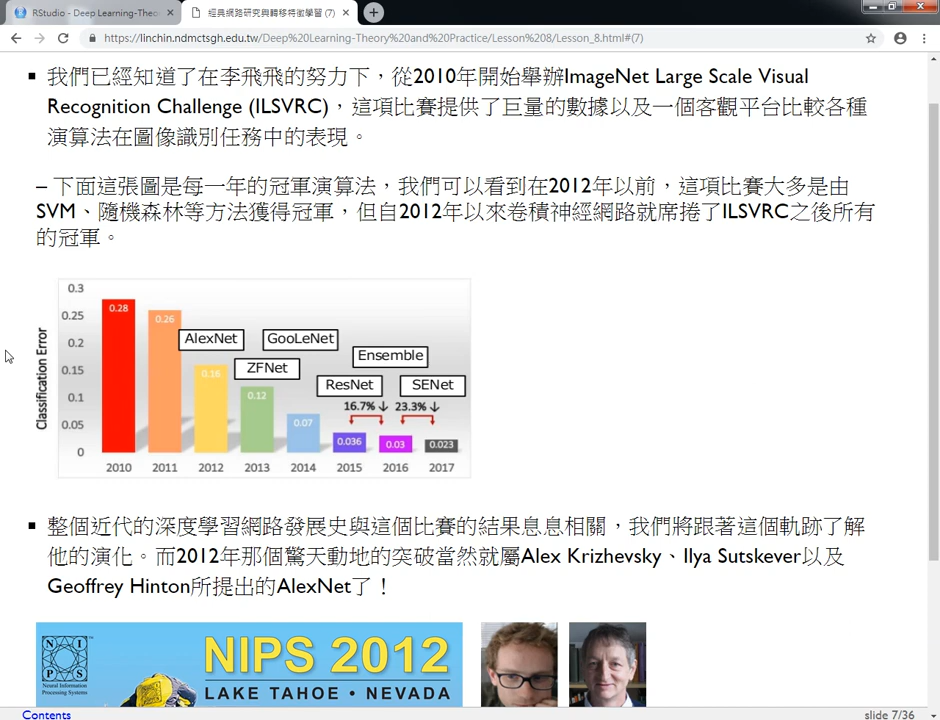 RStudio - Deep Learning-Theo
經典網路研究與轉移特徵學習 (7)
https://linchin.ndmctsgh.edu.tw/Deep%20Learning-Theory%20and%20Practice/Lesson%208/Lesson_8.html#(7)
我們已經知道了在李飛飛的努力下，從2010年開始舉辦ImageNet Large Scale Visual
Recognition Challenge (ILSVRC)，這項比賽提供了巨量的數據以及一個客觀平台比較各種
演算法在圖像識別任務中的表現。
– 下面這張圖是每一年的冠軍演算法，我們可以看到在2012年以前，這項比賽大多是由
SVM、隨機森林等方法獲得冠軍，但自2012年以來卷積神經網路就席捲了ILSVRC之後所有
的冠軍。
Classification Error
0.3
0.25
0.2
0.15
0.1
0.05
0
0.28
0.26
0.16
0.12
0.07
0.036
0.03
0.023
AlexNet
GooLeNet
ZFNet
Ensemble
ResNet
SENet
16.7% ↓ 23.3% ↓
2010 2011 2012 2013 2014 2015 2016 2017
整個近代的深度學習網路發展史與這個比賽的結果息息相關，我們將跟著這個軌跡了解
他的演化。而2012年那個驚天動地的突破當然就屬Alex Krizhevsky、Ilya Sutskever以及
Geoffrey Hinton所提出的AlexNet了！
N I
P S
Neural Information
Processing Systems
NIPS 2012
LAKE TAHOE • NEVADA
Contents
slide 7/36